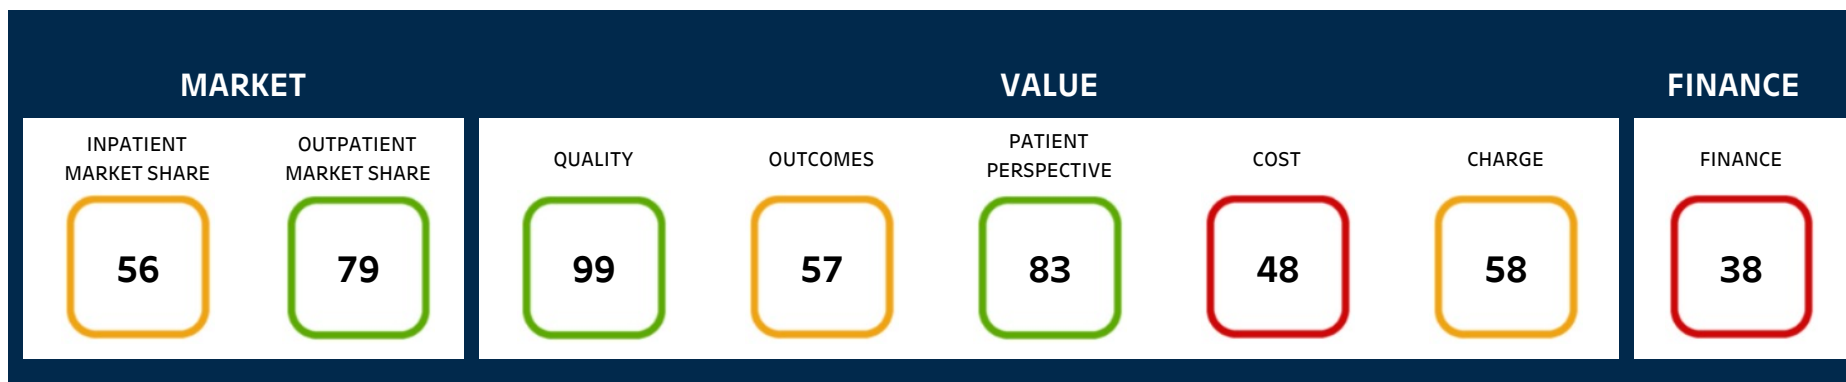 MARKET
VALUE
FINANCE
INPATIENT
MARKET SHARE
OUTPATIENT
MARKET SHARE
QUALITY
OUTCOMES
PATIENT
PERSPECTIVE
COST
CHARGE
FINANCE
56
79
99
57
83
48
58
38